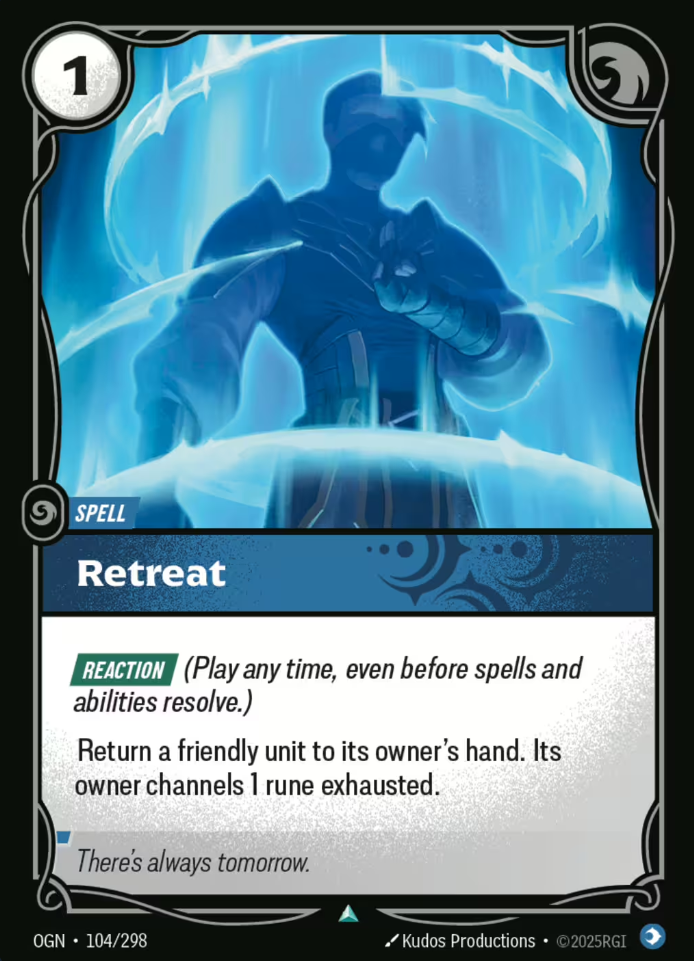 1
SPELL
Retreat
REACTION (Play any time, even before spells and
abilities resolve.)
Return a friendly unit to its owner's hand. Its
owner channels 1 rune exhausted.
There's always tomorrow.
OGN • 104/298 Kudos Productions • ©2025RGI